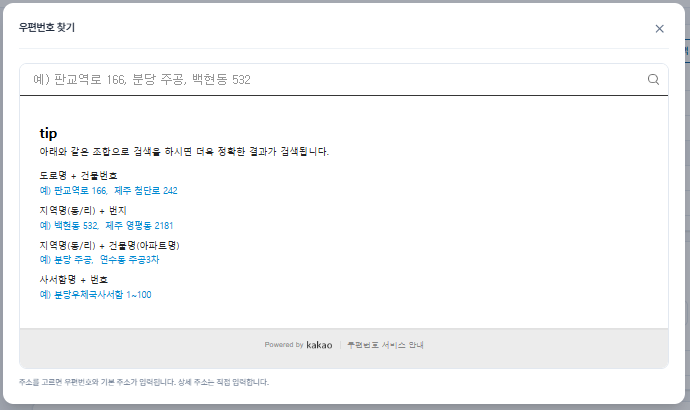 우편번호 찾기
예) 판교역로 166, 분당 주공, 백현동 532
tip
아래와 같은 조합으로 검색을 하시면 더욱 정확한 결과가 검색됩니다.
도로명 + 건물번호
예) 판교역로 166, 제주 첨단로 242
지역명(동/리) + 번지
예) 백현동 532, 제주 영평동 2181
지역명(동/리) + 건물명(아파트명)
예) 분당 주공, 연수동 주공3차
사서함명 + 번호
예) 분당우체국사서함 1~100
Powered by kakao 우편번호 서비스 안내
주소를 고르면 우편번호와 기본 주소가 입력됩니다. 상세 주소는 직접 입력합니다.